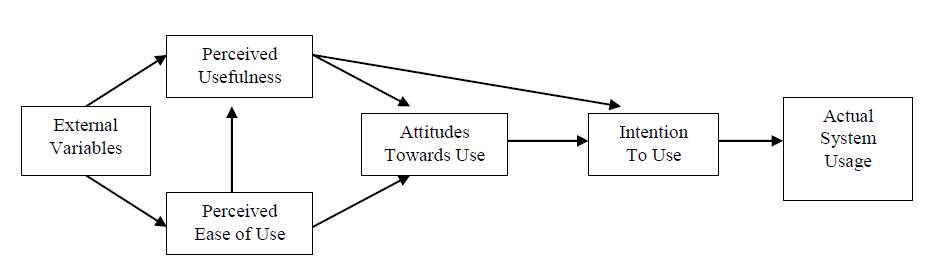 Perceived
Usefulness
External
Variables
Perceived
Ease of Use
Attitudes
Towards Use
Intention
To Use
Actual
System
Usage